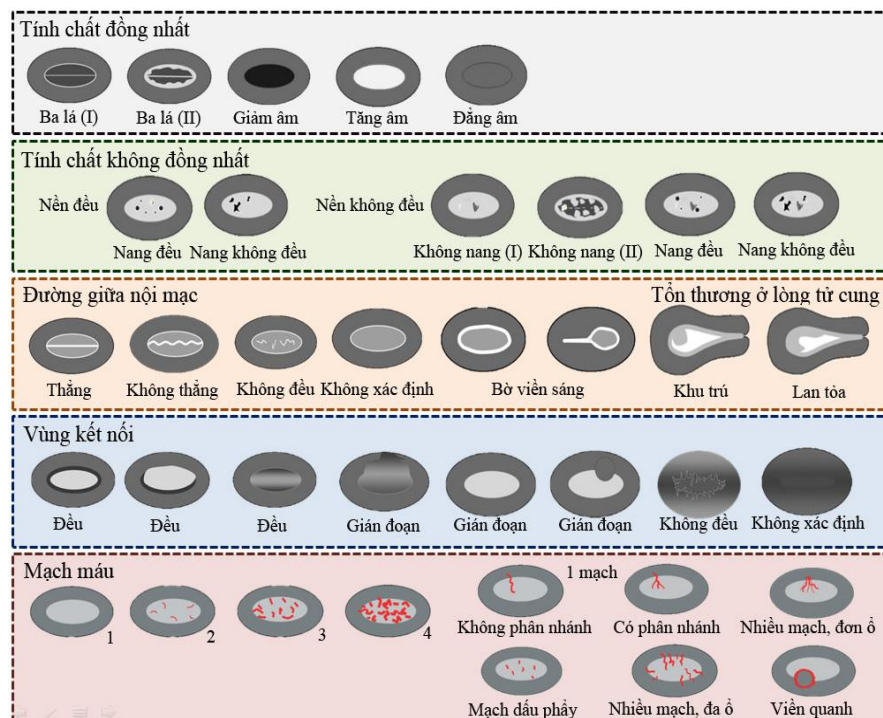 Tính chất đồng nhất
Ba lá (I) Ba lá (II) Giảm âm Tăng âm Đẳng âm
Tính chất không đồng nhất
Nền đều Nền không đều
Nang đều Nang không đều Không nang (I) Không nang (II) Nang đều Nang không đều
Đường giữa nội mạc Tổn thương ở lòng tử cung
Thẳng Không thẳng Không đều Không xác định Bờ viền sáng Khu trú Lan tỏa
Vùng kết nối
Đều Đều Đều Gián đoạn Gián đoạn Gián đoạn Không đều Không xác định
Mạch máu
1 mạch
1 2 3 4
Không phân nhánh Có phân nhánh Nhiều mạch, đơn ổ
Mạch dấu phẩy Nhiều mạch, đa ổ Viền quanh